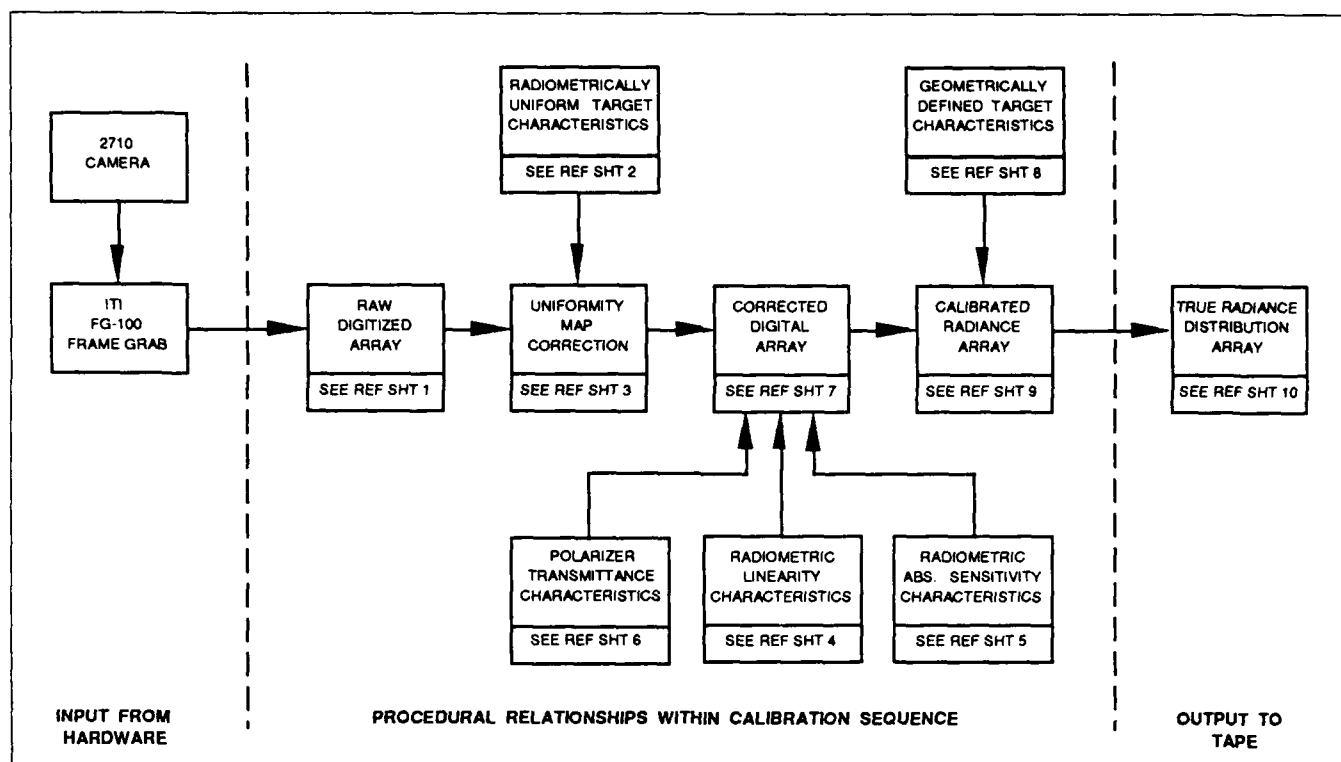 2710
CAMERA
ITI
FG-100
FRAME GRAB
RADIOMETRICALLY
UNIFORM TARGET
CHARACTERISTICS
SEE REF SHT 2
GEOMETRICALLY
DEFINED TARGET
CHARACTERISTICS
SEE REF SHT 8
RAW
DIGITIZED
ARRAY
SEE REF SHT 1
UNIFORMITY
MAP
CORRECTION
SEE REF SHT 3
CORRECTED
DIGITAL
ARRAY
SEE REF SHT 7
CALIBRATED
RADIANCE
ARRAY
SEE REF SHT 9
TRUE RADIANCE
DISTRIBUTION
ARRAY
SEE REF SHT 10
POLARIZER
TRANSMITTANCE
CHARACTERISTICS
SEE REF SHT 6
RADIOMETRIC
LINEARITY
CHARACTERISTICS
SEE REF SHT 4
RADIOMETRIC
ABS. SENSITIVITY
CHARACTERISTICS
SEE REF SHT 5
INPUT FROM
HARDWARE
PROCEDURAL RELATIONSHIPS WITHIN CALIBRATION SEQUENCE
OUTPUT TO
TAPE